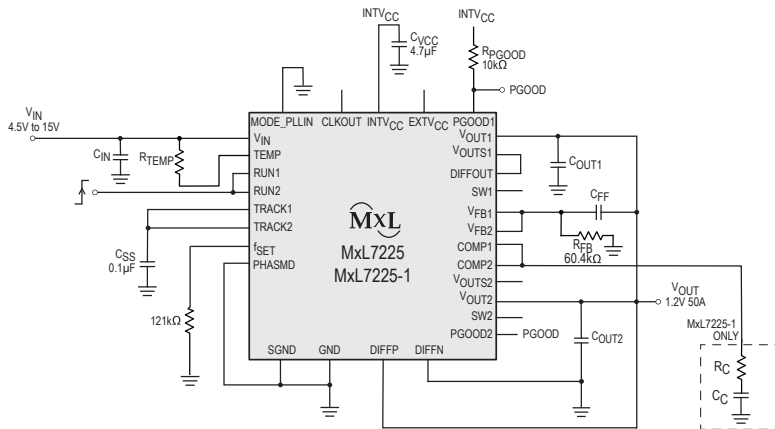 INTVCC
INTVCC
CVCC
4.7µF
RPGOOD
10kΩ
PGOOD
VIN
4.5V to 15V
MODE_PLLIN
CLKOUT
INTVCC
EXTVCC
PGOOD1
VIN
TEMP
RUN1
RUN2
TRACK1
TRACK2
fSET
PHASMD
CIN
RTEMP
CSS
0.1µF
121kΩ
MxL
MxL7225
MxL7225-1
VOUT1
VOUTS1
DIFFOUT
SW1
VFB1
VFB2
COMP1
COMP2
VOUTS2
VOUT2
SW2
PGOOD2
PGOOD
COUT1
CFF
RFB
60.4kΩ
VOUT
1.2V 50A
COUT2
MxL7225-1
ONLY
RC
CC
SGND
GND
DIFFP
DIFFN